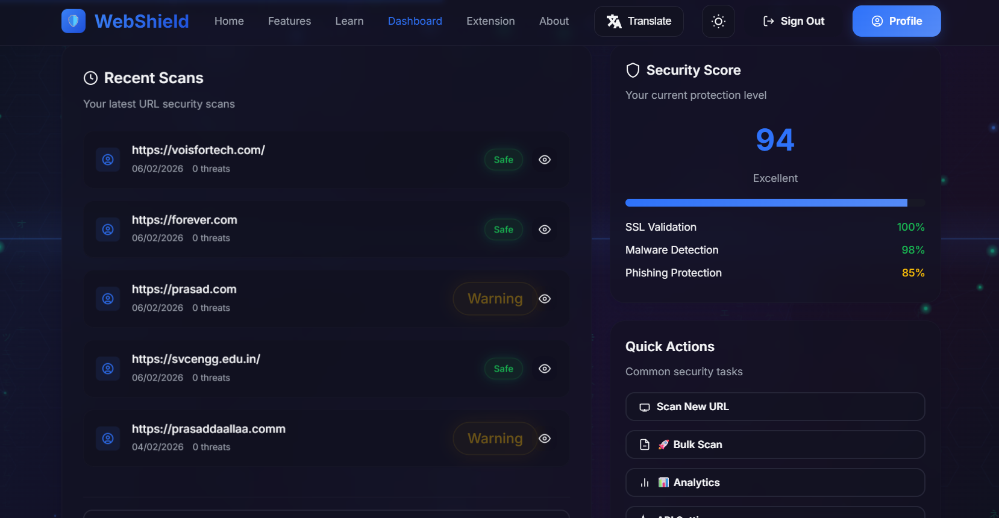 WebShield
Home
Features
Learn
Dashboard
Extension
About
Translate
Sign Out
Profile
Recent Scans
Your latest URL security scans
https://voisfortech.com/
06/02/2026 0 threats
Safe
https://forever.com
06/02/2026 0 threats
Safe
https://prasad.com
06/02/2026 0 threats
Warning
https://svcengg.edu.in/
06/02/2026 0 threats
Safe
https://prasaddaallaa.comm
04/02/2026 0 threats
Warning
Security Score
Your current protection level
94
Excellent
SSL Validation 100%
Malware Detection 98%
Phishing Protection 85%
Quick Actions
Common security tasks
Scan New URL
🚀 Bulk Scan
📊 Analytics